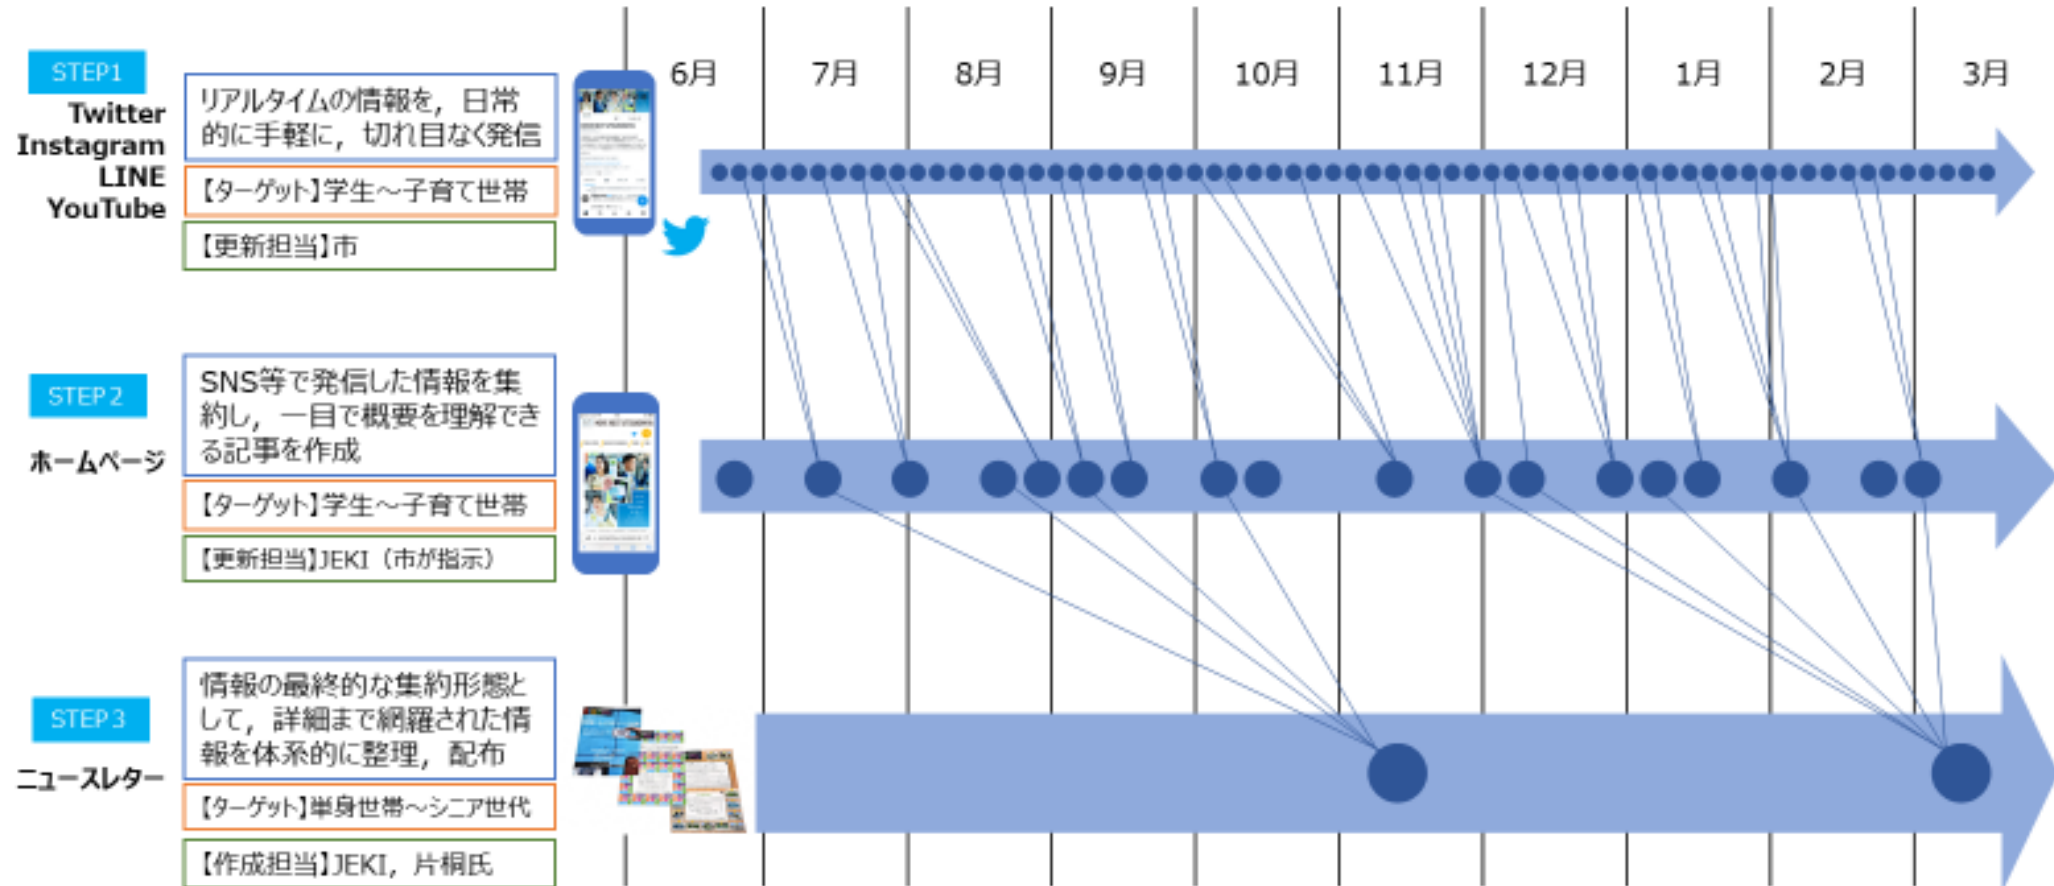 6月 7月 8月 9月 10月 11月 12月 1月 2月 3月
STEP1
Twitter
Instagram
LINE
YouTube
リアルタイムの情報を，日常
的に手軽に，切れ目なく発信
【ターゲット】学生～子育て世帯
【更新担当】市
STEP2
ホームページ
SNS等で発信した情報を集
約し，一目で概要を理解でき
る記事を作成
【ターゲット】学生～子育て世帯
【更新担当】JEKI（市が指示）
STEP3
ニュースレター
情報の最終的な集約形態と
して，詳細まで網羅された情
報を体系的に整理，配布
【ターゲット】単身世帯～シニア世代
【作成担当】JEKI，片桐氏